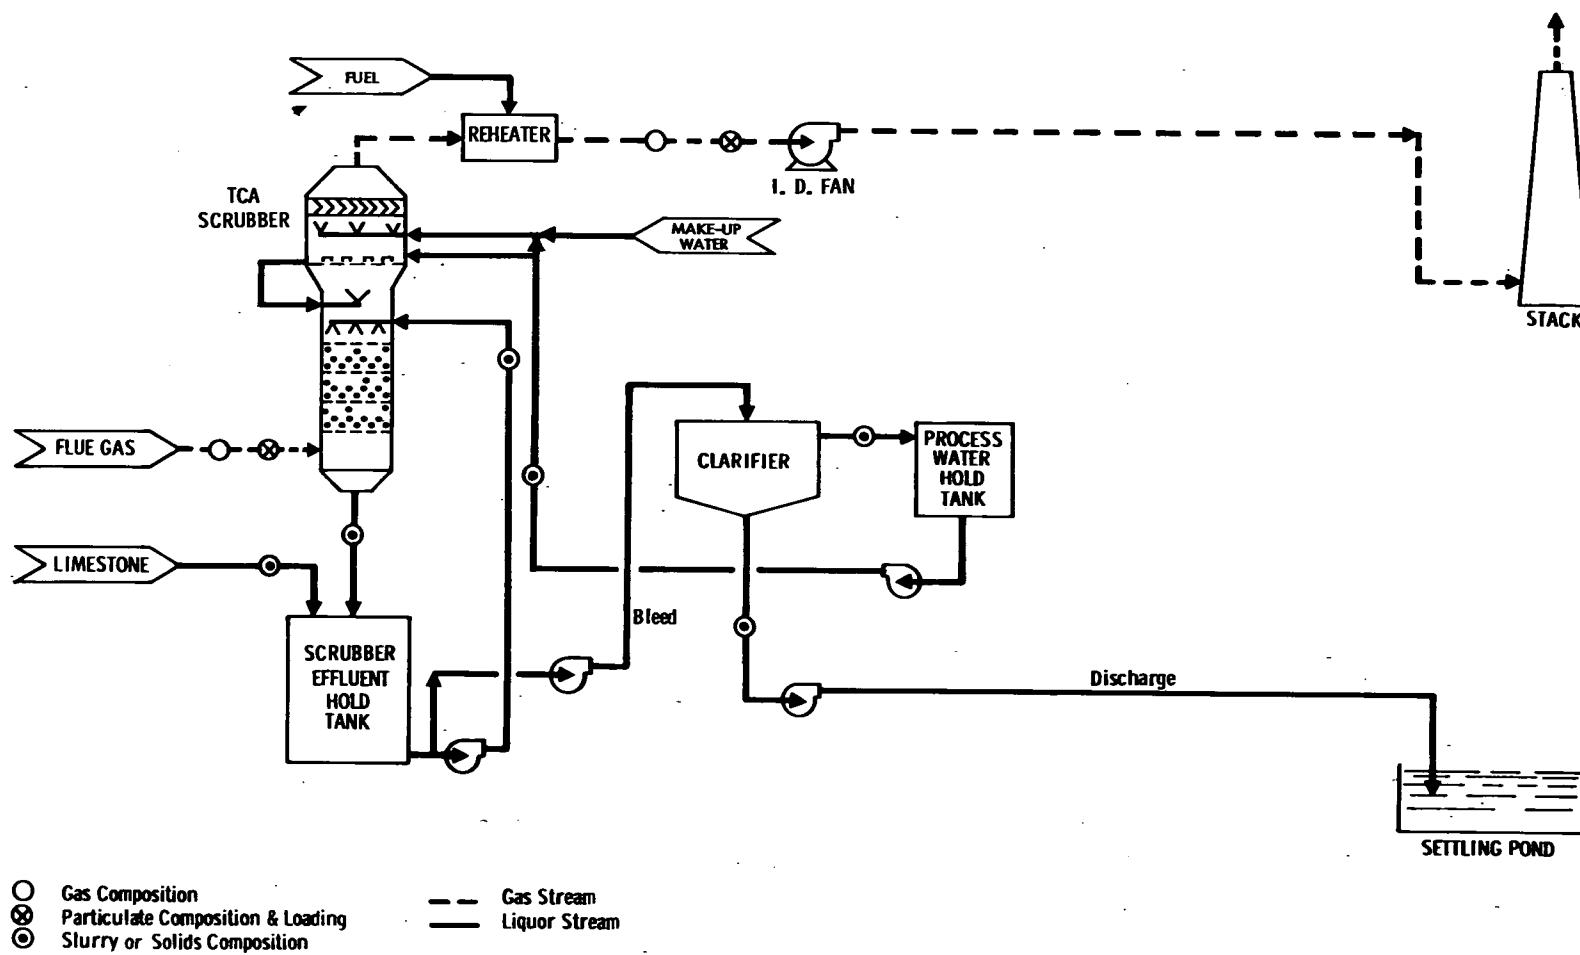 FUEL
REHEATER
I. D. FAN
TCA
SCRUBBER
MAKE-UP
WATER
STACK
FLUE GAS
CLARIFIER
PROCESS
WATER
HOLD
TANK
LIMESTONE
Bleed
SCRUBBER
EFFLUENT
HOLD
TANK
Discharge
SETTLING POND
Gas Composition
Particulate Composition & Loading
Slurry or Solids Composition
Gas Stream
Liquor Stream